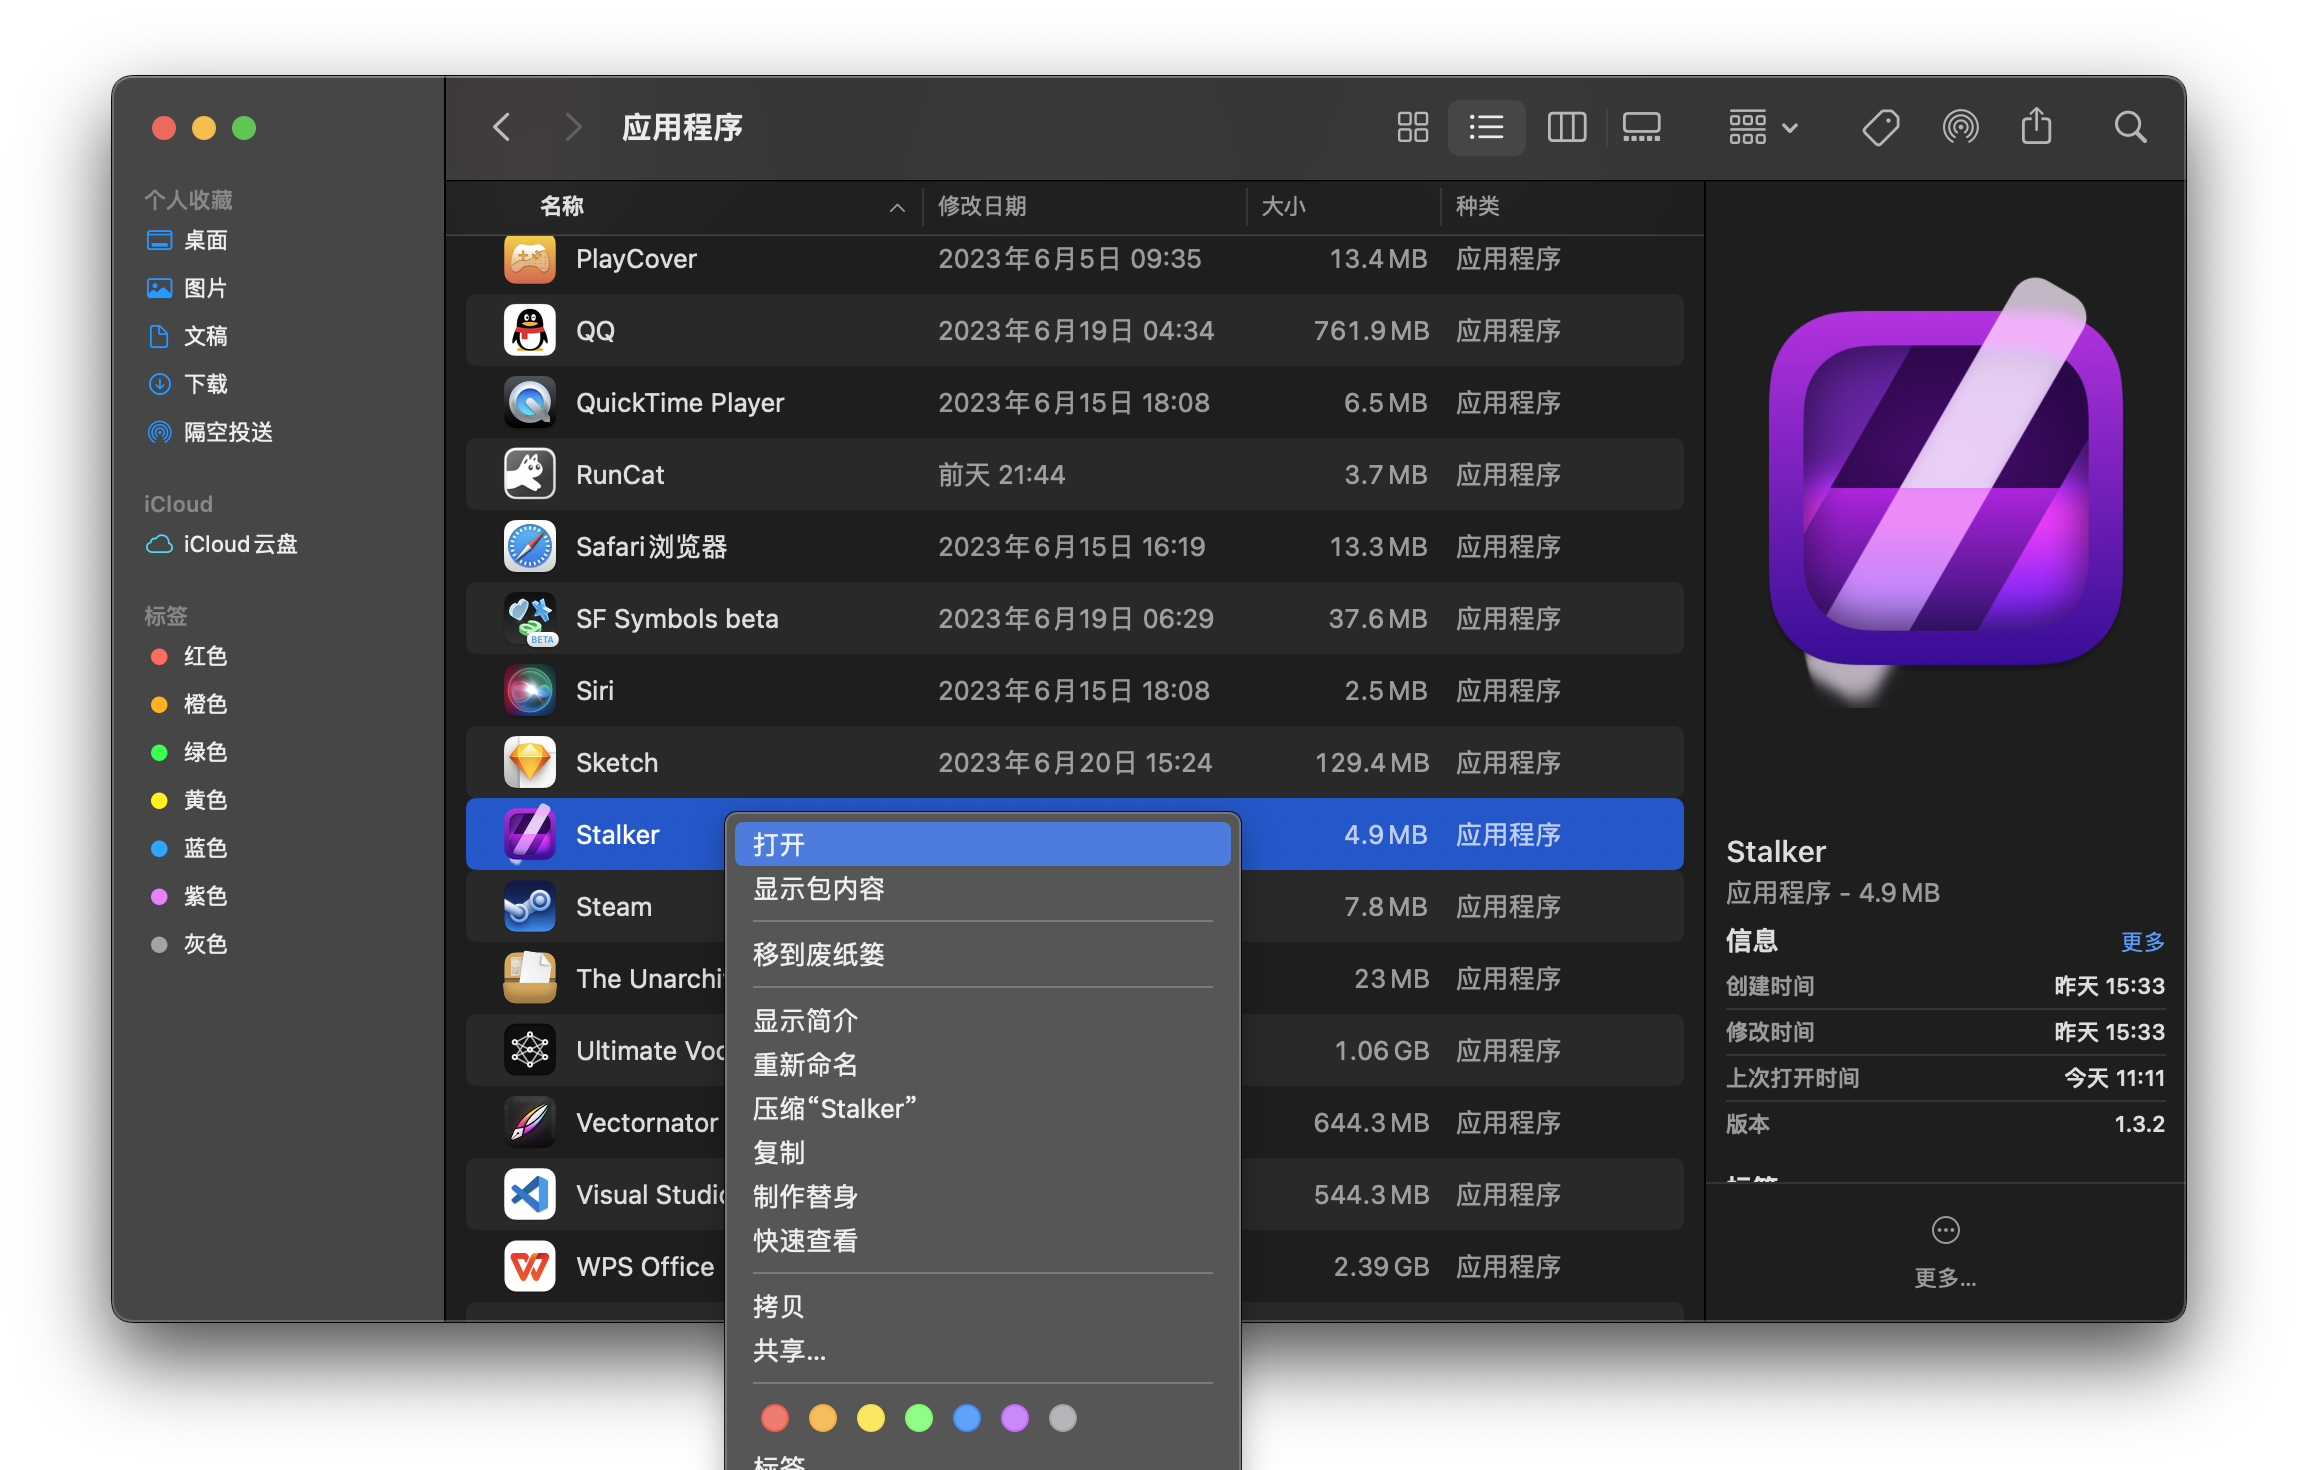 应用程序
个人收藏
桌面
图片
文稿
下载
隔空投送
iCloud
iCloud云盘
标签
红色
橙色
绿色
黄色
蓝色
紫色
灰色
名称 修改日期 大小 种类
PlayCover 2023年6月5日 09:35 13.4 MB 应用程序
QQ 2023年6月19日 04:34 761.9 MB 应用程序
QuickTime Player 2023年6月15日 18:08 6.5 MB 应用程序
RunCat 前天 21:44 3.7 MB 应用程序
Safari浏览器 2023年6月15日 16:19 13.3 MB 应用程序
BETA
SF Symbols beta 2023年6月19日 06:29 37.6 MB 应用程序
Siri 2023年6月15日 18:08 2.5 MB 应用程序
Sketch 2023年6月20日 15:24 129.4 MB 应用程序
Stalker 4.9 MB 应用程序
Steam 7.8 MB 应用程序
The Unarchi 23 MB 应用程序
Ultimate Voc 1.06 GB 应用程序
Vectornator 644.3 MB 应用程序
Visual Studio 544.3 MB 应用程序
WPS Office 2.39 GB 应用程序
打开
显示包内容
移到废纸篓
显示简介
重新命名
压缩“Stalker”
复制
制作替身
快速查看
拷贝
共享...
标签
Stalker
应用程序 - 4.9 MB
信息 更多
创建时间 昨天 15:33
修改时间 昨天 15:33
上次打开时间 今天 11:11
版本 1.3.2
标签
更多...